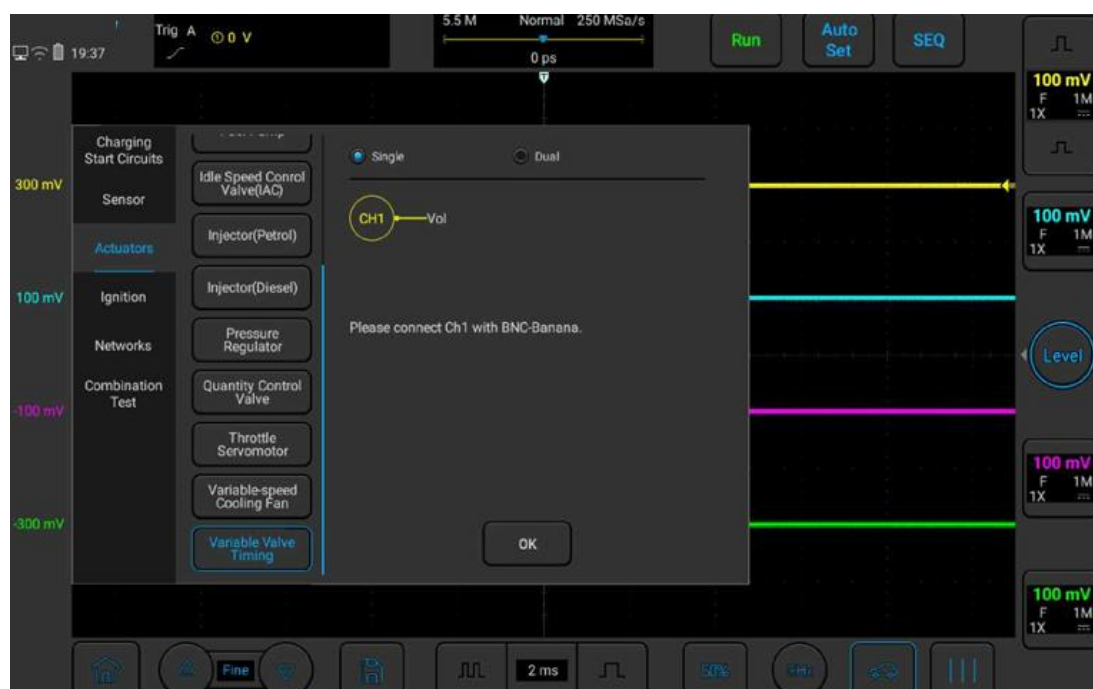 Trig A ① 0 V
19:37
5.5 M Normal 250 MSa/s
0 ps
Run
Auto
Set
SEQ
100 mV
F 1M
1X
Charging
Start Circuits
Sensor
Actuators
Ignition
Networks
Combination
Test
Idle Speed Conrol
Valve(IAC)
Injector(Petrol)
Injector(Diesel)
Pressure
Regulator
Quantity Control
Valve
Throttle
Servomotor
Variable-speed
Cooling Fan
Variable Valve
Timing
Single
Dual
CH1
Vol
Please connect Ch1 with BNC-Banana.
OK
300 mV
100 mV
-100 mV
-300 mV
100 mV
F 1M
1X
Level
100 mV
F 1M
1X
100 mV
F 1M
1X
Fine
2 ms
50%